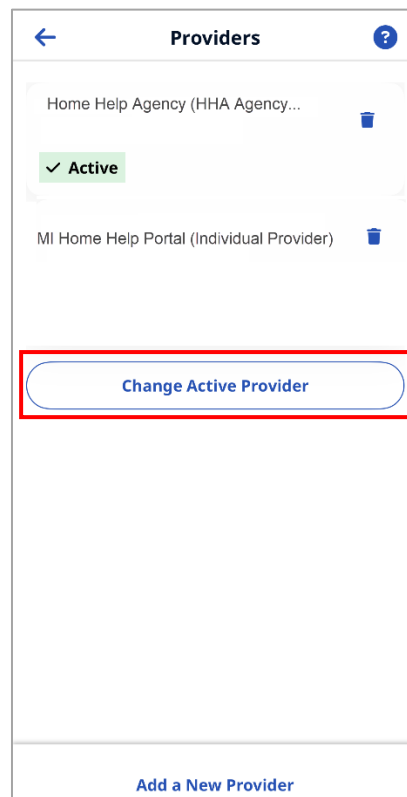 Providers
?
Home Help Agency (HHA Agency...
Active
MI Home Help Portal (Individual Provider)
Change Active Provider
Add a New Provider